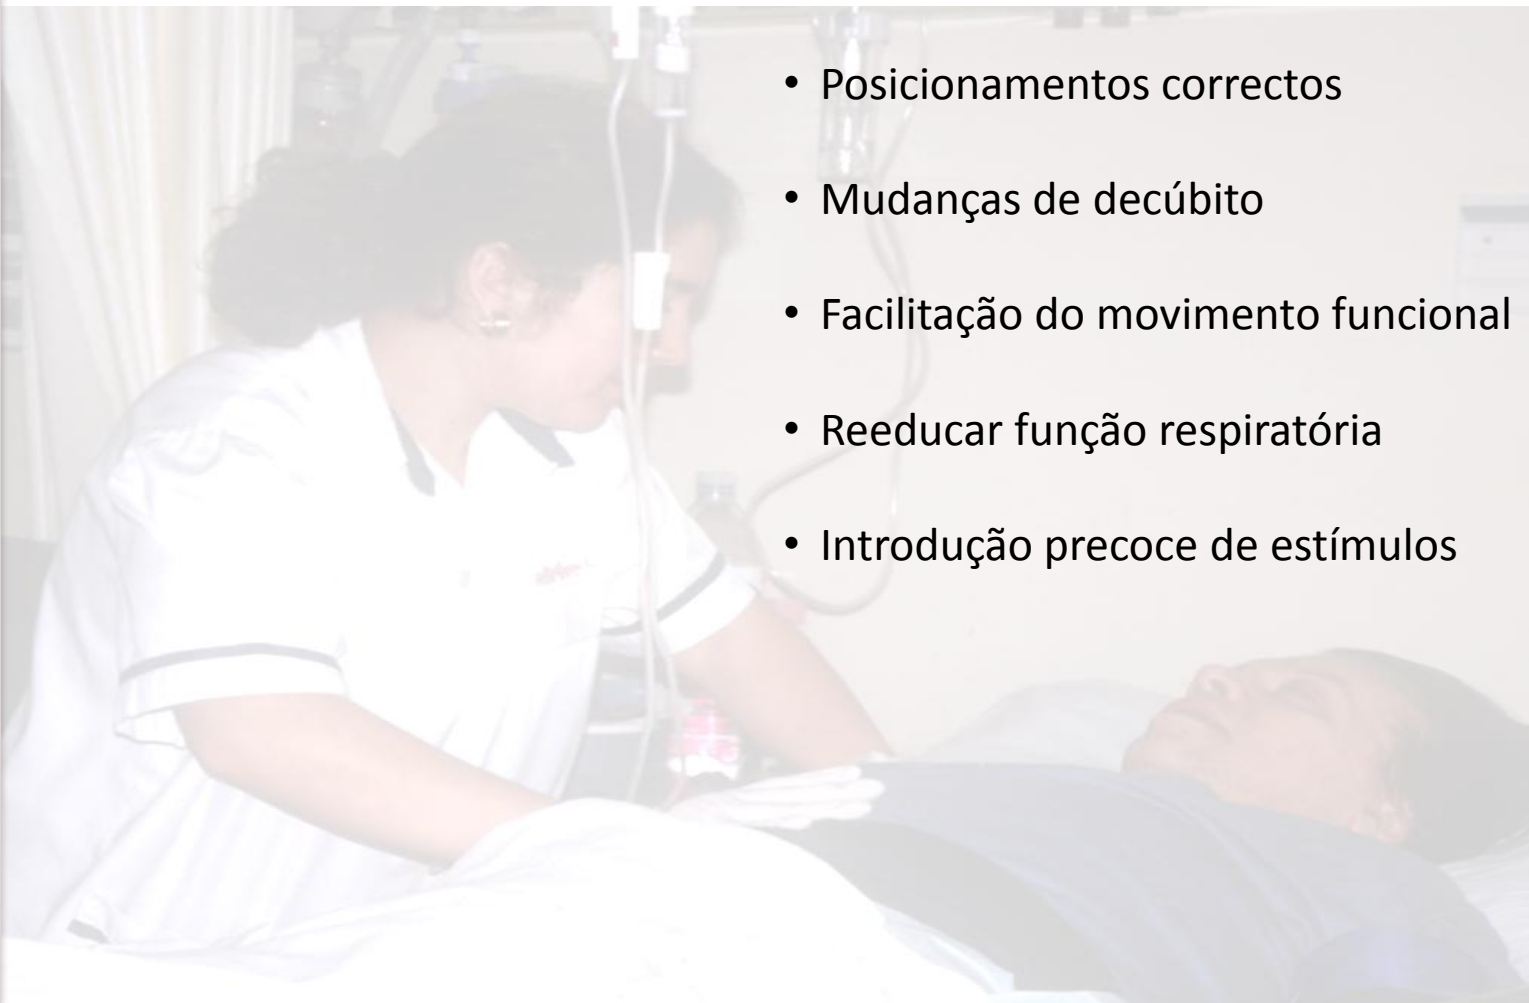 • Posicionamentos correctos
• Mudanças de decúbito
• Facilitação do movimento funcional
• Reeducar função respiratória
• Introdução precoce de estímulos